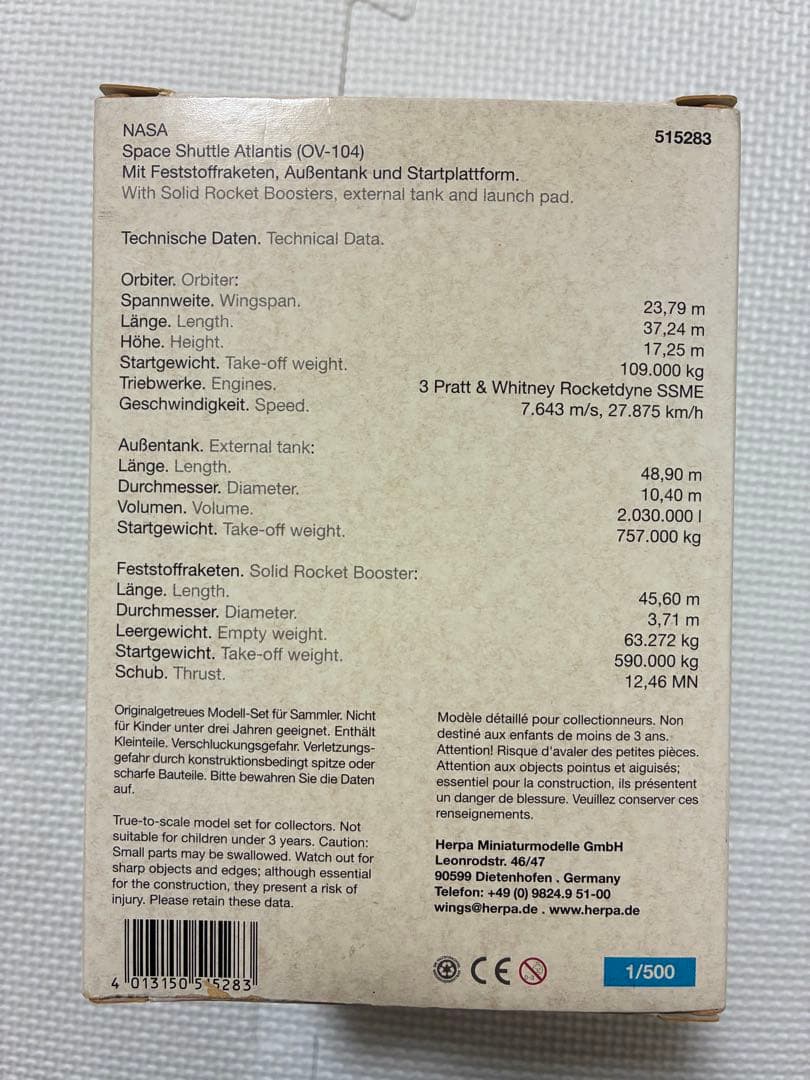 NASA
515283
Space Shuttle Atlantis (OV-104)
Mit Feststoffraketen, Außentank und Startplattform.
With Solid Rocket Boosters, external tank and launch pad.
Technische Daten. Technical Data.
Orbiter. Orbiter:
Spannweite. Wingspan. 23,79 m
Länge. Length. 37,24 m
Höhe. Height. 17,25 m
Startgewicht. Take-off weight. 109.000 kg
Triebwerke. Engines. 3 Pratt & Whitney Rocketdyne SSME
Geschwindigkeit. Speed. 7.643 m/s, 27.875 km/h
Außentank. External tank:
Länge. Length. 48,90 m
Durchmesser. Diameter. 10,40 m
Volumen. Volume. 2.030.000 l
Startgewicht. Take-off weight. 757.000 kg
Feststoffraketen. Solid Rocket Booster:
Länge. Length. 45,60 m
Durchmesser. Diameter. 3,71 m
Leergewicht. Empty weight. 63.272 kg
Startgewicht. Take-off weight. 590.000 kg
Schub. Thrust. 12,46 MN
Originalgetreues Modell-Set für Sammler. Nicht
für Kinder unter drei Jahren geeignet. Enthält
Kleinteile. Verschluckungsgefahr. Verletzungs-
gefahr durch konstruktionsbedingt spitze oder
scharfe Bauteile. Bitte bewahren Sie die Daten
auf.
True-to-scale model set for collectors. Not
suitable for children under 3 years. Caution:
Small parts may be swallowed. Watch out for
sharp objects and edges; although essential
for the construction, they present a risk of
injury. Please retain these data.
Modèle détaillé pour collectionneurs. Non
destiné aux enfants de moins de 3 ans.
Attention! Risque d'avaler des petites pièces.
Attention aux objects pointus et aiguisés;
essentiel pour la construction, ils présentent
un danger de blessure. Veuillez conserver ces
renseignements.
Herpa Miniaturmodelle GmbH
Leonrodstr. 46/47
90599 Dietenhofen . Germany
Telefon: +49 (0) 9824.9 51-00
wings@herpa.de . www.herpa.de
4 013150 515283
CE
1/500